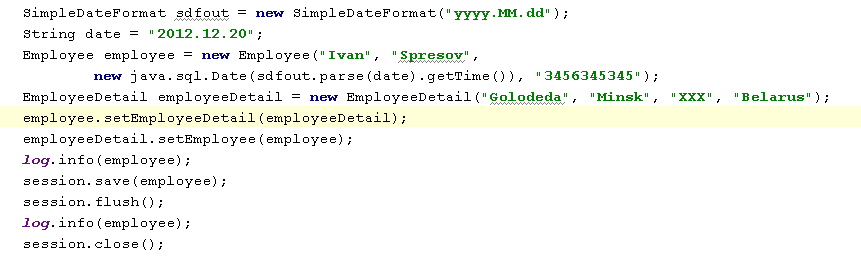 SimpleDateFormat sdfout = new SimpleDateFormat("yyyy.MM.dd");
String date = "2012.12.20";
Employee employee = new Employee("Ivan", "Spresov",
new java.sql.Date(sdfout.parse(date).getTime()), "3456345345");
EmployeeDetail employeeDetail = new EmployeeDetail("Golodeda", "Minsk", "XXX", "Belarus");
employee.setEmployeeDetail(employeeDetail);
employeeDetail.setEmployee(employee);
log.info(employee);
session.save(employee);
session.flush();
log.info(employee);
session.close();